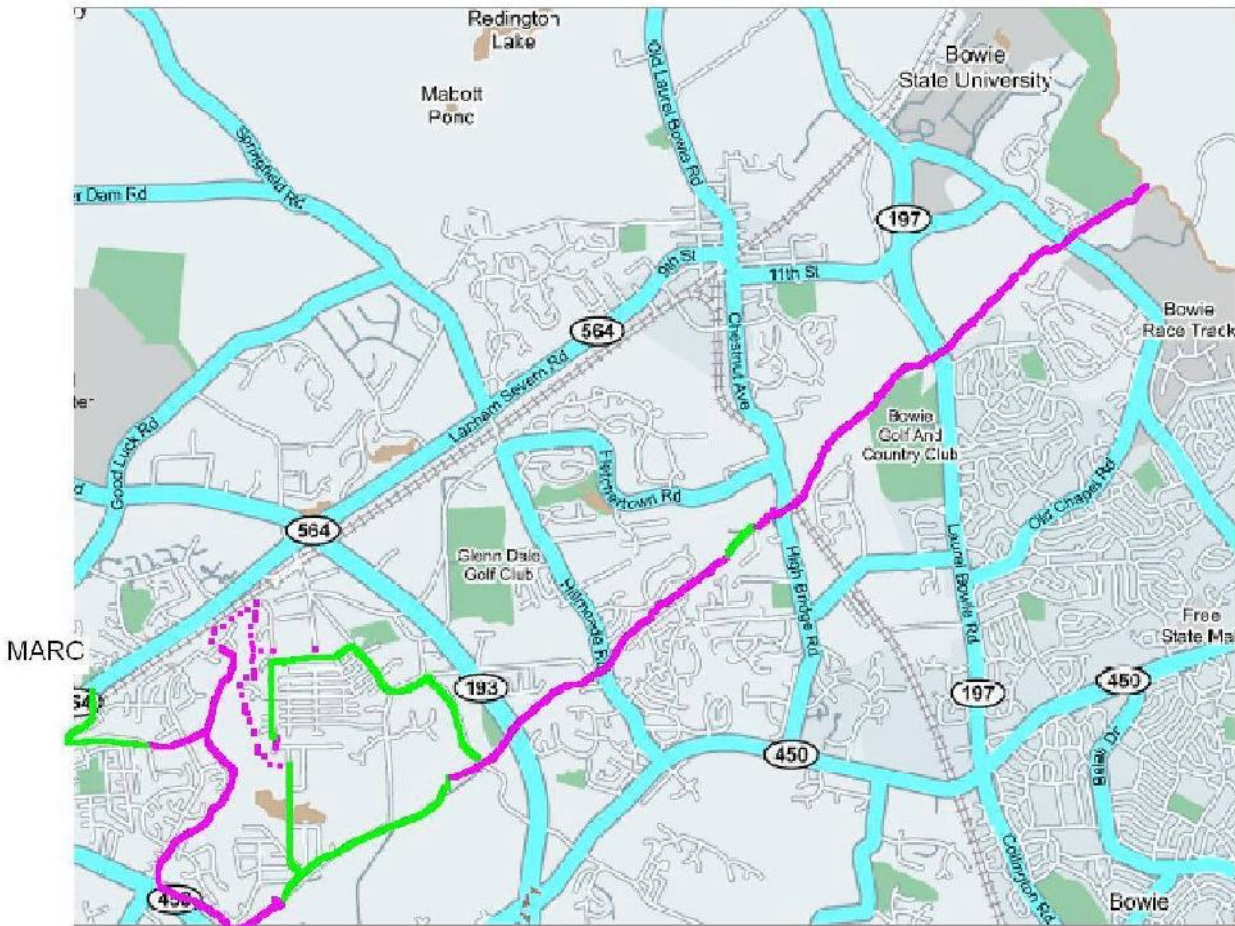 Redington
Lake
Mabott
Pond
Bowie
State University
Old Laurel Bowie Rd
Springfield Rd
er Dam Rd
197
9th St
11th St
564
Chestnut Ave
Bowie
Race Track
Lanham Severn Rd
ter
Good Luck Rd
Bowie
Golf And
Country Club
Fletchertown Rd
Old Chapel Rd
564
Glenn Dale
Golf Club
High Bridge Rd
Laurel Bowie Rd
Free
State Mal
MARC
193
197
450
450
Collington Rd
Bowie